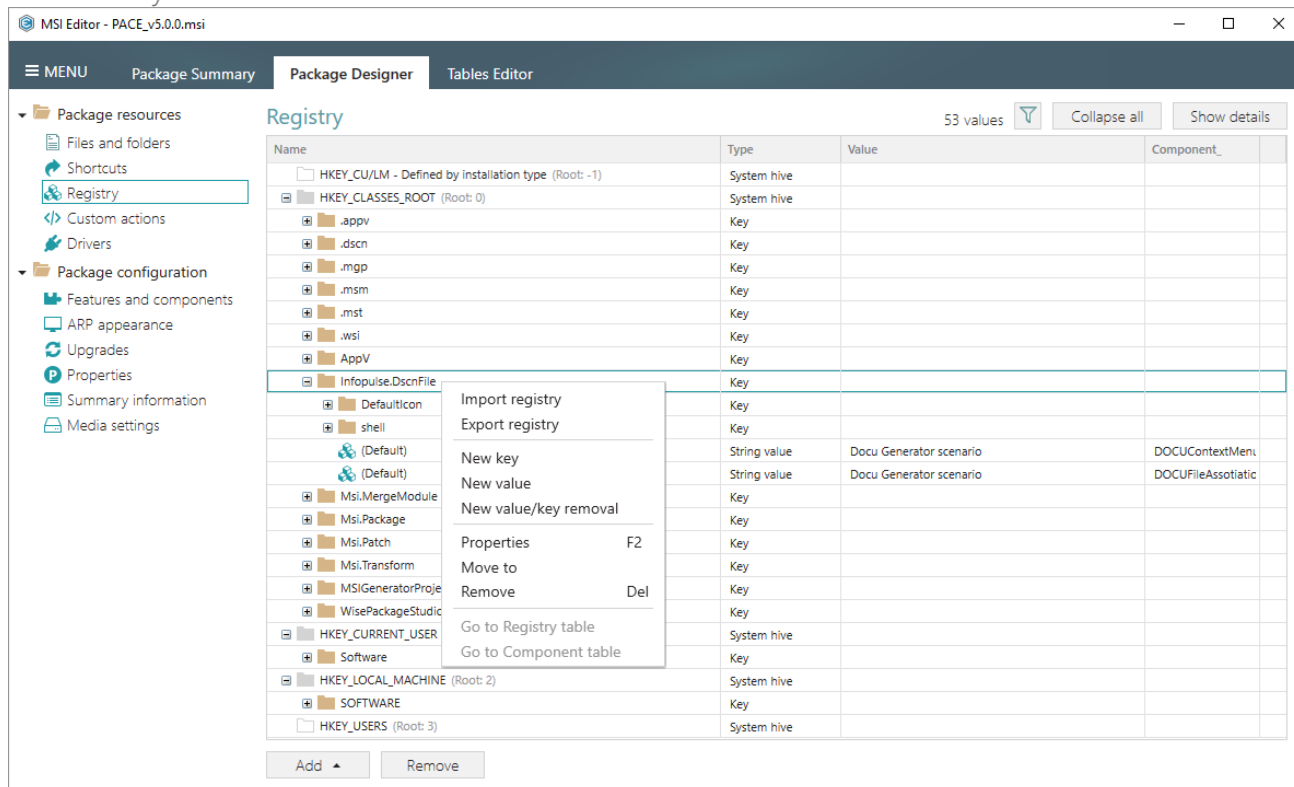 MSI Editor - PACE_v5.0.0.msi
MENU Package Summary Package Designer Tables Editor
Package resources
Files and folders
Shortcuts
Registry
Custom actions
Drivers
Package configuration
Features and components
ARP appearance
Upgrades
Properties
Summary information
Media settings
Registry 53 values Collapse all Show details
Name Type Value Component_
HKEY_CU/LM - Defined by installation type (Root: -1) System hive
HKEY_CLASSES_ROOT (Root: 0) System hive
.appv Key
.dscn Key
.mgp Key
.msm Key
.mst Key
.wsi Key
AppV Key
Infopulse.DscnFile Key
DefaultIcon Key
shell Key
(Default) String value Docu Generator scenario DOCUContextMenu
(Default) String value Docu Generator scenario DOCUFileAssotiatic
Msi.MergeModule Key
Msi.Package Key
Msi.Patch Key
Msi.Transform Key
MSIGeneratorProje Key
WisePackageStudio Key
HKEY_CURRENT_USER System hive
Software Key
HKEY_LOCAL_MACHINE (Root: 2) System hive
SOFTWARE Key
HKEY_USERS (Root: 3) System hive
Import registry
Export registry
New key
New value
New value/key removal
Properties F2
Move to
Remove Del
Go to Registry table
Go to Component table
Add Remove